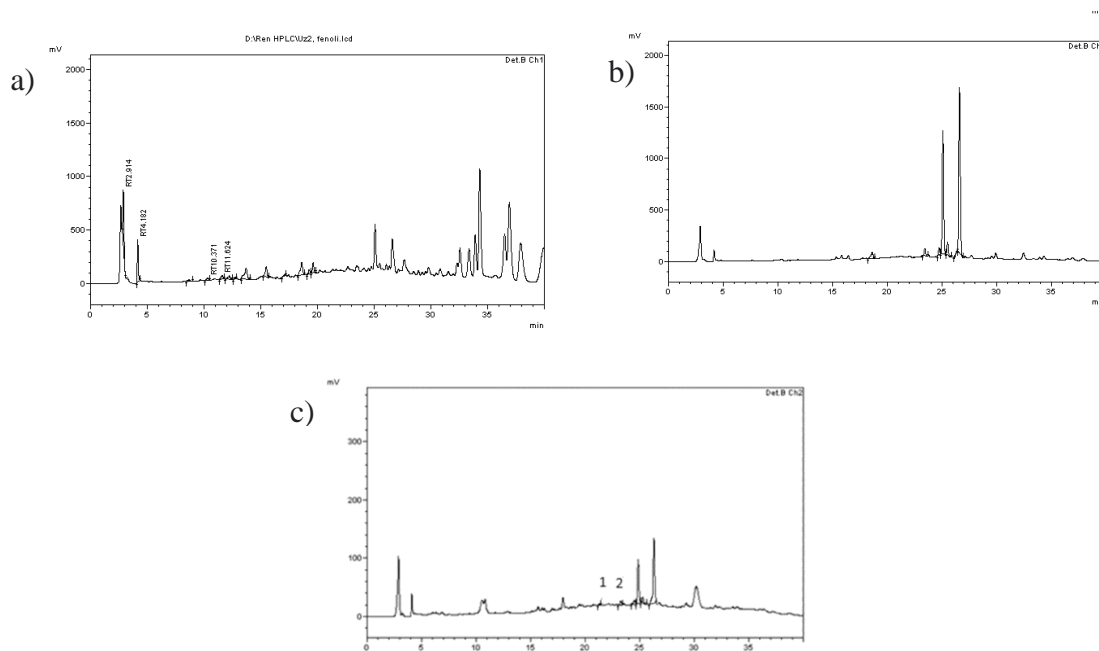 D:\Ren HPLC\Uz2, fenoli.lcd
a)
mV
Det.B Ch1
2000
1500
1000
500
0
RT2.914
RT4.182
RT10.371
RT11.624
0 5 10 15 20 25 30 35
min
b)
mV
Det.B Ch
2000
1500
1000
500
0
0 5 10 15 20 25 30 35
m
c)
mV
Det.B Ch2
300
200
100
0
1 2
0 5 10 15 20 25 30 35